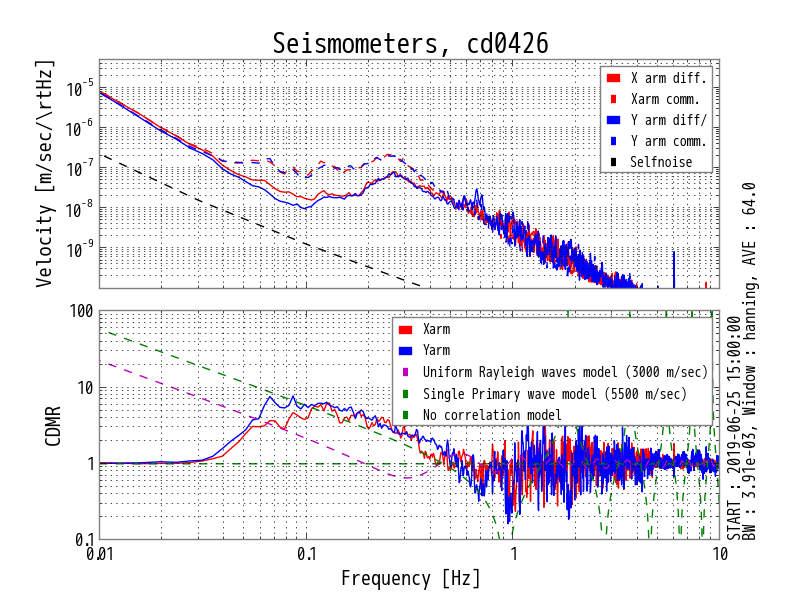 Seismometers, cd0426
Velocity [m/sec/\rtHz]
10^-5
10^-6
10^-7
10^-8
10^-9
X arm diff.
Xarm comm.
Y arm diff/
Y arm comm.
Selfnoise
CDMR
100
10
1
0.1
Xarm
Yarm
Uniform Rayleigh waves model (3000 m/sec)
Single Primary wave model (5500 m/sec)
No correlation model
0.01
0.1
1
10
Frequency [Hz]
START : 2019-06-25 15:00:00
BW : 3.91e-03, Window : hanning, AVE : 64.0